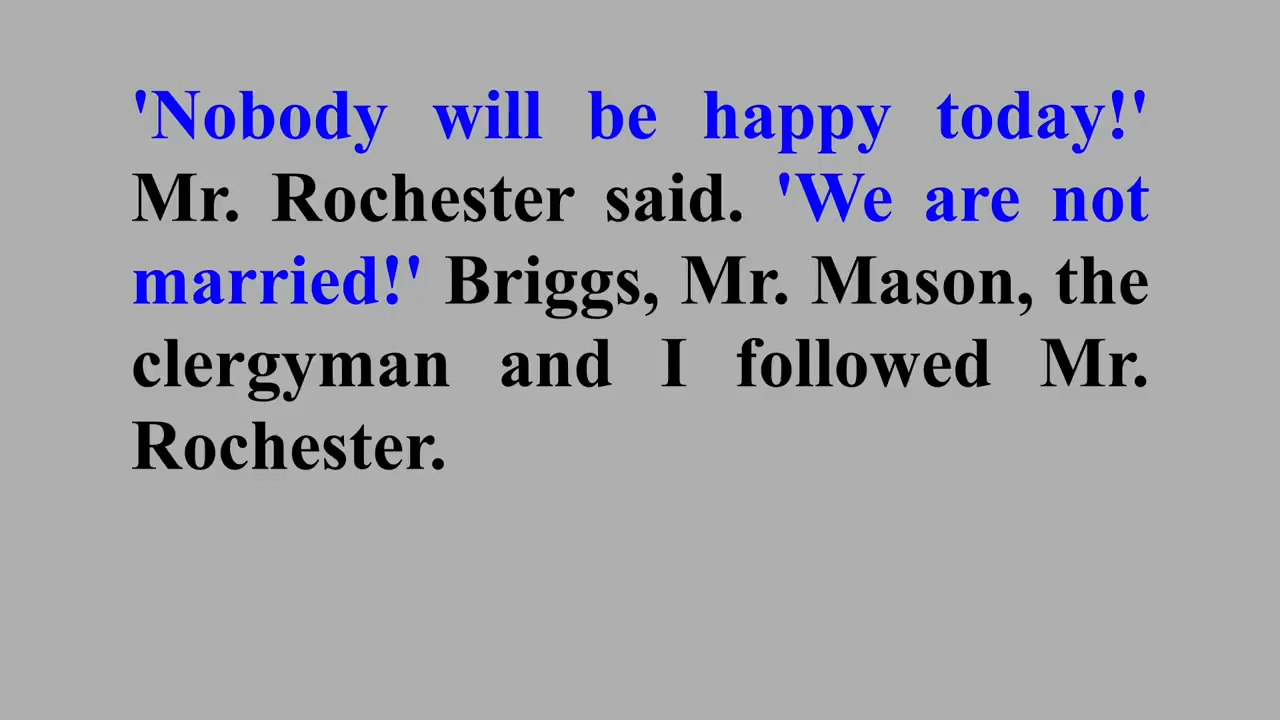 'Nobody will be happy today!'
Mr. Rochester said. 'We are not
married!' Briggs, Mr. Mason, the
clergyman and I followed Mr.
Rochester.